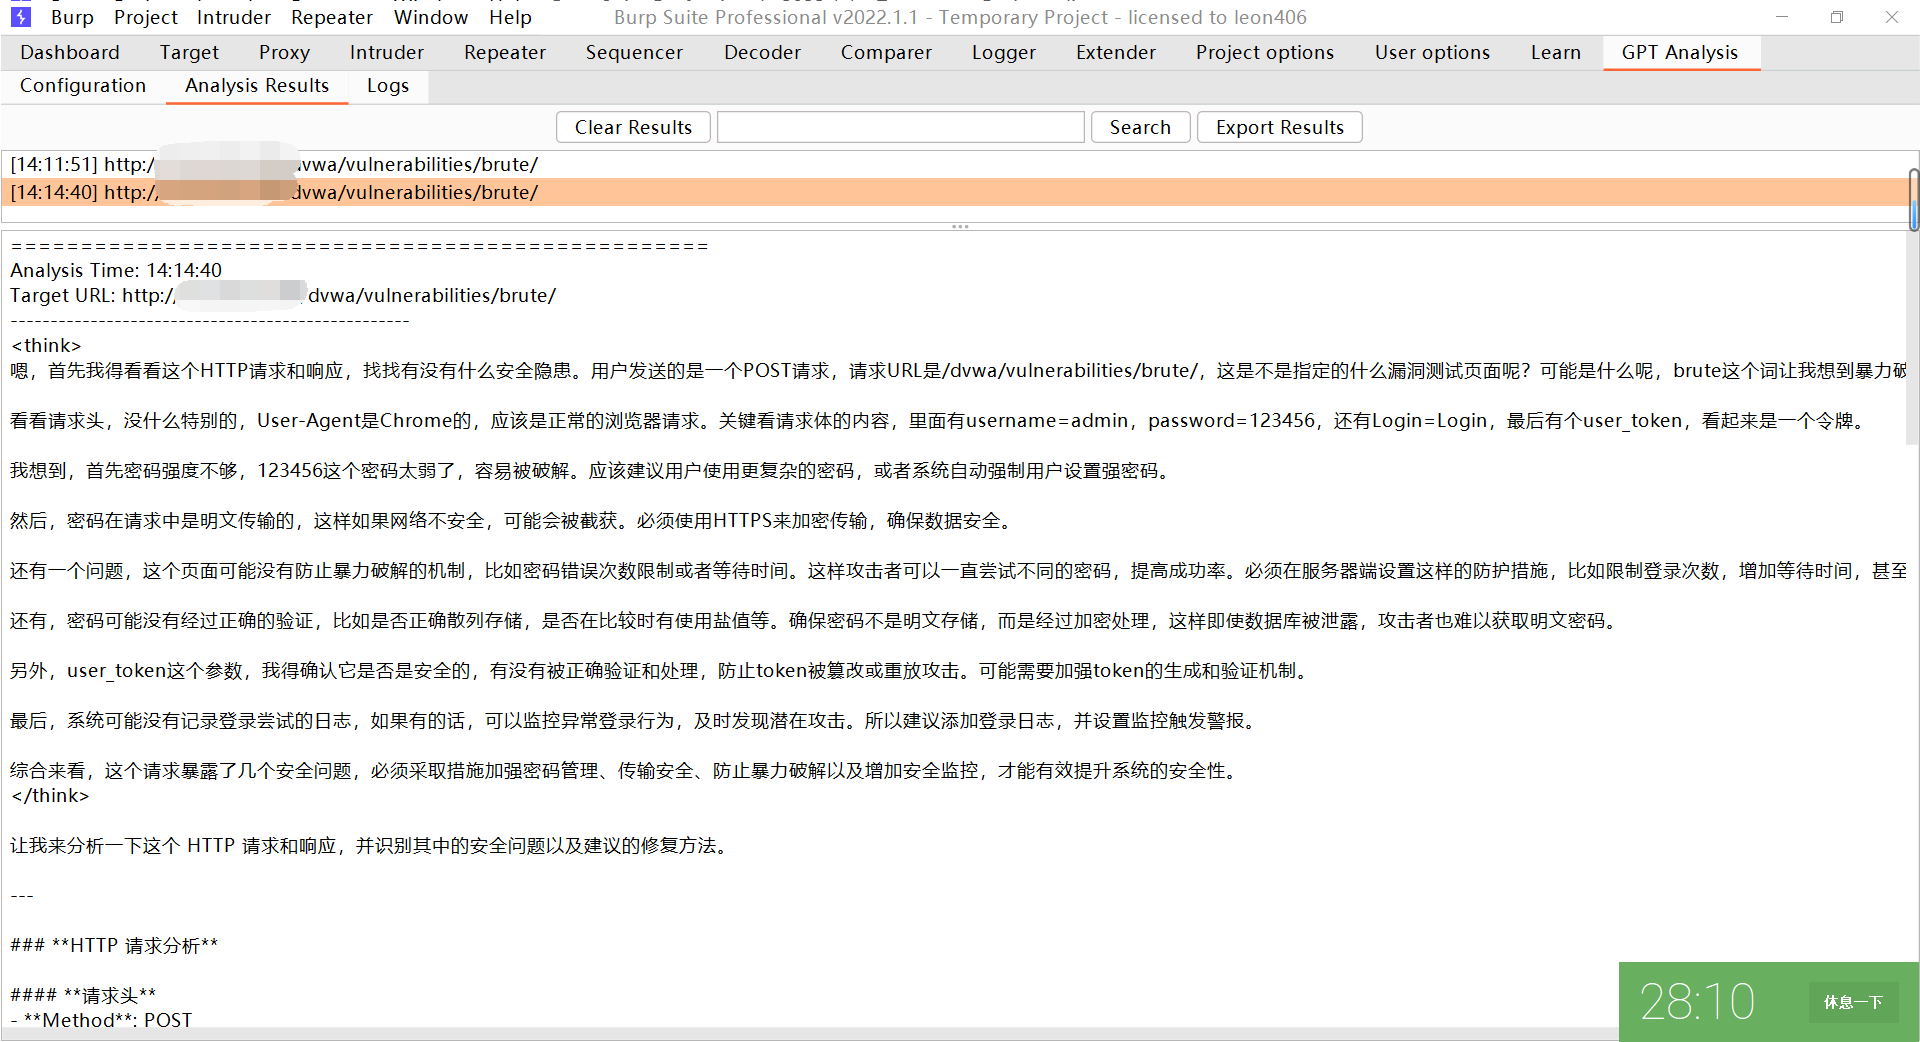 Burp Project Intruder Repeater Window Help Burp Suite Professional v2022.1.1 - Temporary Project - licensed to leon406
Dashboard Target Proxy Intruder Repeater Sequencer Decoder Comparer Logger Extender Project options User options Learn GPT Analysis
Configuration Analysis Results Logs
Clear Results Search Export Results
[14:11:51] http:/ dvwa/vulnerabilities/brute/
[14:14:40] http:/ dvwa/vulnerabilities/brute/
==================================================
Analysis Time: 14:14:40
Target URL: http:/ /dvwa/vulnerabilities/brute/
--------------------------------------------------
<think>
嗯，首先我得看看这个HTTP请求和响应，找找有没有什么安全隐患。用户发送的是一个POST请求，请求URL是/dvwa/vulnerabilities/brute/，这是不是指定的什么漏洞测试页面呢？可能是什么呢，brute这个词让我想到暴力破
看看请求头，没什么特别的，User-Agent是Chrome的，应该是正常的浏览器请求。关键看请求体的内容，里面有username=admin，password=123456，还有Login=Login，最后有个user_token，看起来是一个令牌。
我想到，首先密码强度不够，123456这个密码太弱了，容易被破解。应该建议用户使用更复杂的密码，或者系统自动强制用户设置强密码。
然后，密码在请求中是明文传输的，这样如果网络不安全，可能会被截获。必须使用HTTPS来加密传输，确保数据安全。
还有一个问题，这个页面可能没有防止暴力破解的机制，比如密码错误次数限制或者等待时间。这样攻击者可以一直尝试不同的密码，提高成功率。必须在服务器端设置这样的防护措施，比如限制登录次数，增加等待时间，甚至
还有，密码可能没有经过正确的验证，比如是否正确散列存储，是否在比较时有使用盐值等。确保密码不是明文存储，而是经过加密处理，这样即使数据库被泄露，攻击者也难以获取明文密码。
另外，user_token这个参数，我得确认它是否是安全的，有没有被正确验证和处理，防止token被篡改或重放攻击。可能需要加强token的生成和验证机制。
最后，系统可能没有记录登录尝试的日志，如果有的话，可以监控异常登录行为，及时发现潜在攻击。所以建议添加登录日志，并设置监控触发警报。
综合来看，这个请求暴露了几个安全问题，必须采取措施加强密码管理、传输安全、防止暴力破解以及增加安全监控，才能有效提升系统的安全性。
</think>
让我来分析一下这个 HTTP 请求和响应，并识别其中的安全问题以及建议的修复方法。
---
### **HTTP 请求分析**
#### **请求头**
- **Method**: POST
28:10 休息一下